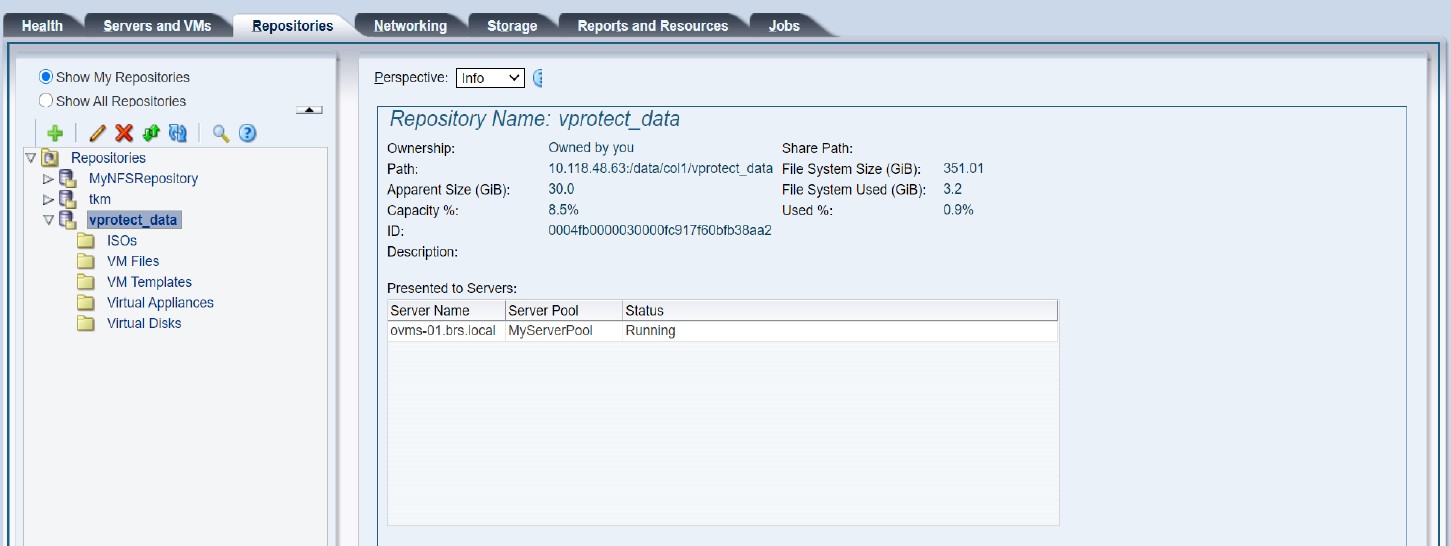 Health Servers and VMs Repositories Networking Storage Reports and Resources Jobs
Show My Repositories
Show All Repositories
Repositories
MyNFSRepository
tkm
vprotect_data
ISOs
VM Files
VM Templates
Virtual Appliances
Virtual Disks
Perspective: Info
Repository Name: vprotect_data
Ownership: Owned by you Share Path:
Path: 10.118.48.63:/data/col1/vprotect_data File System Size (GiB): 351.01
Apparent Size (GiB): 30.0 File System Used (GiB): 3.2
Capacity %: 8.5% Used %: 0.9%
ID: 0004fb0000030000fc917f60bfb38aa2
Description:
Presented to Servers:
Server Name Server Pool Status
ovms-01.brs.local MyServerPool Running